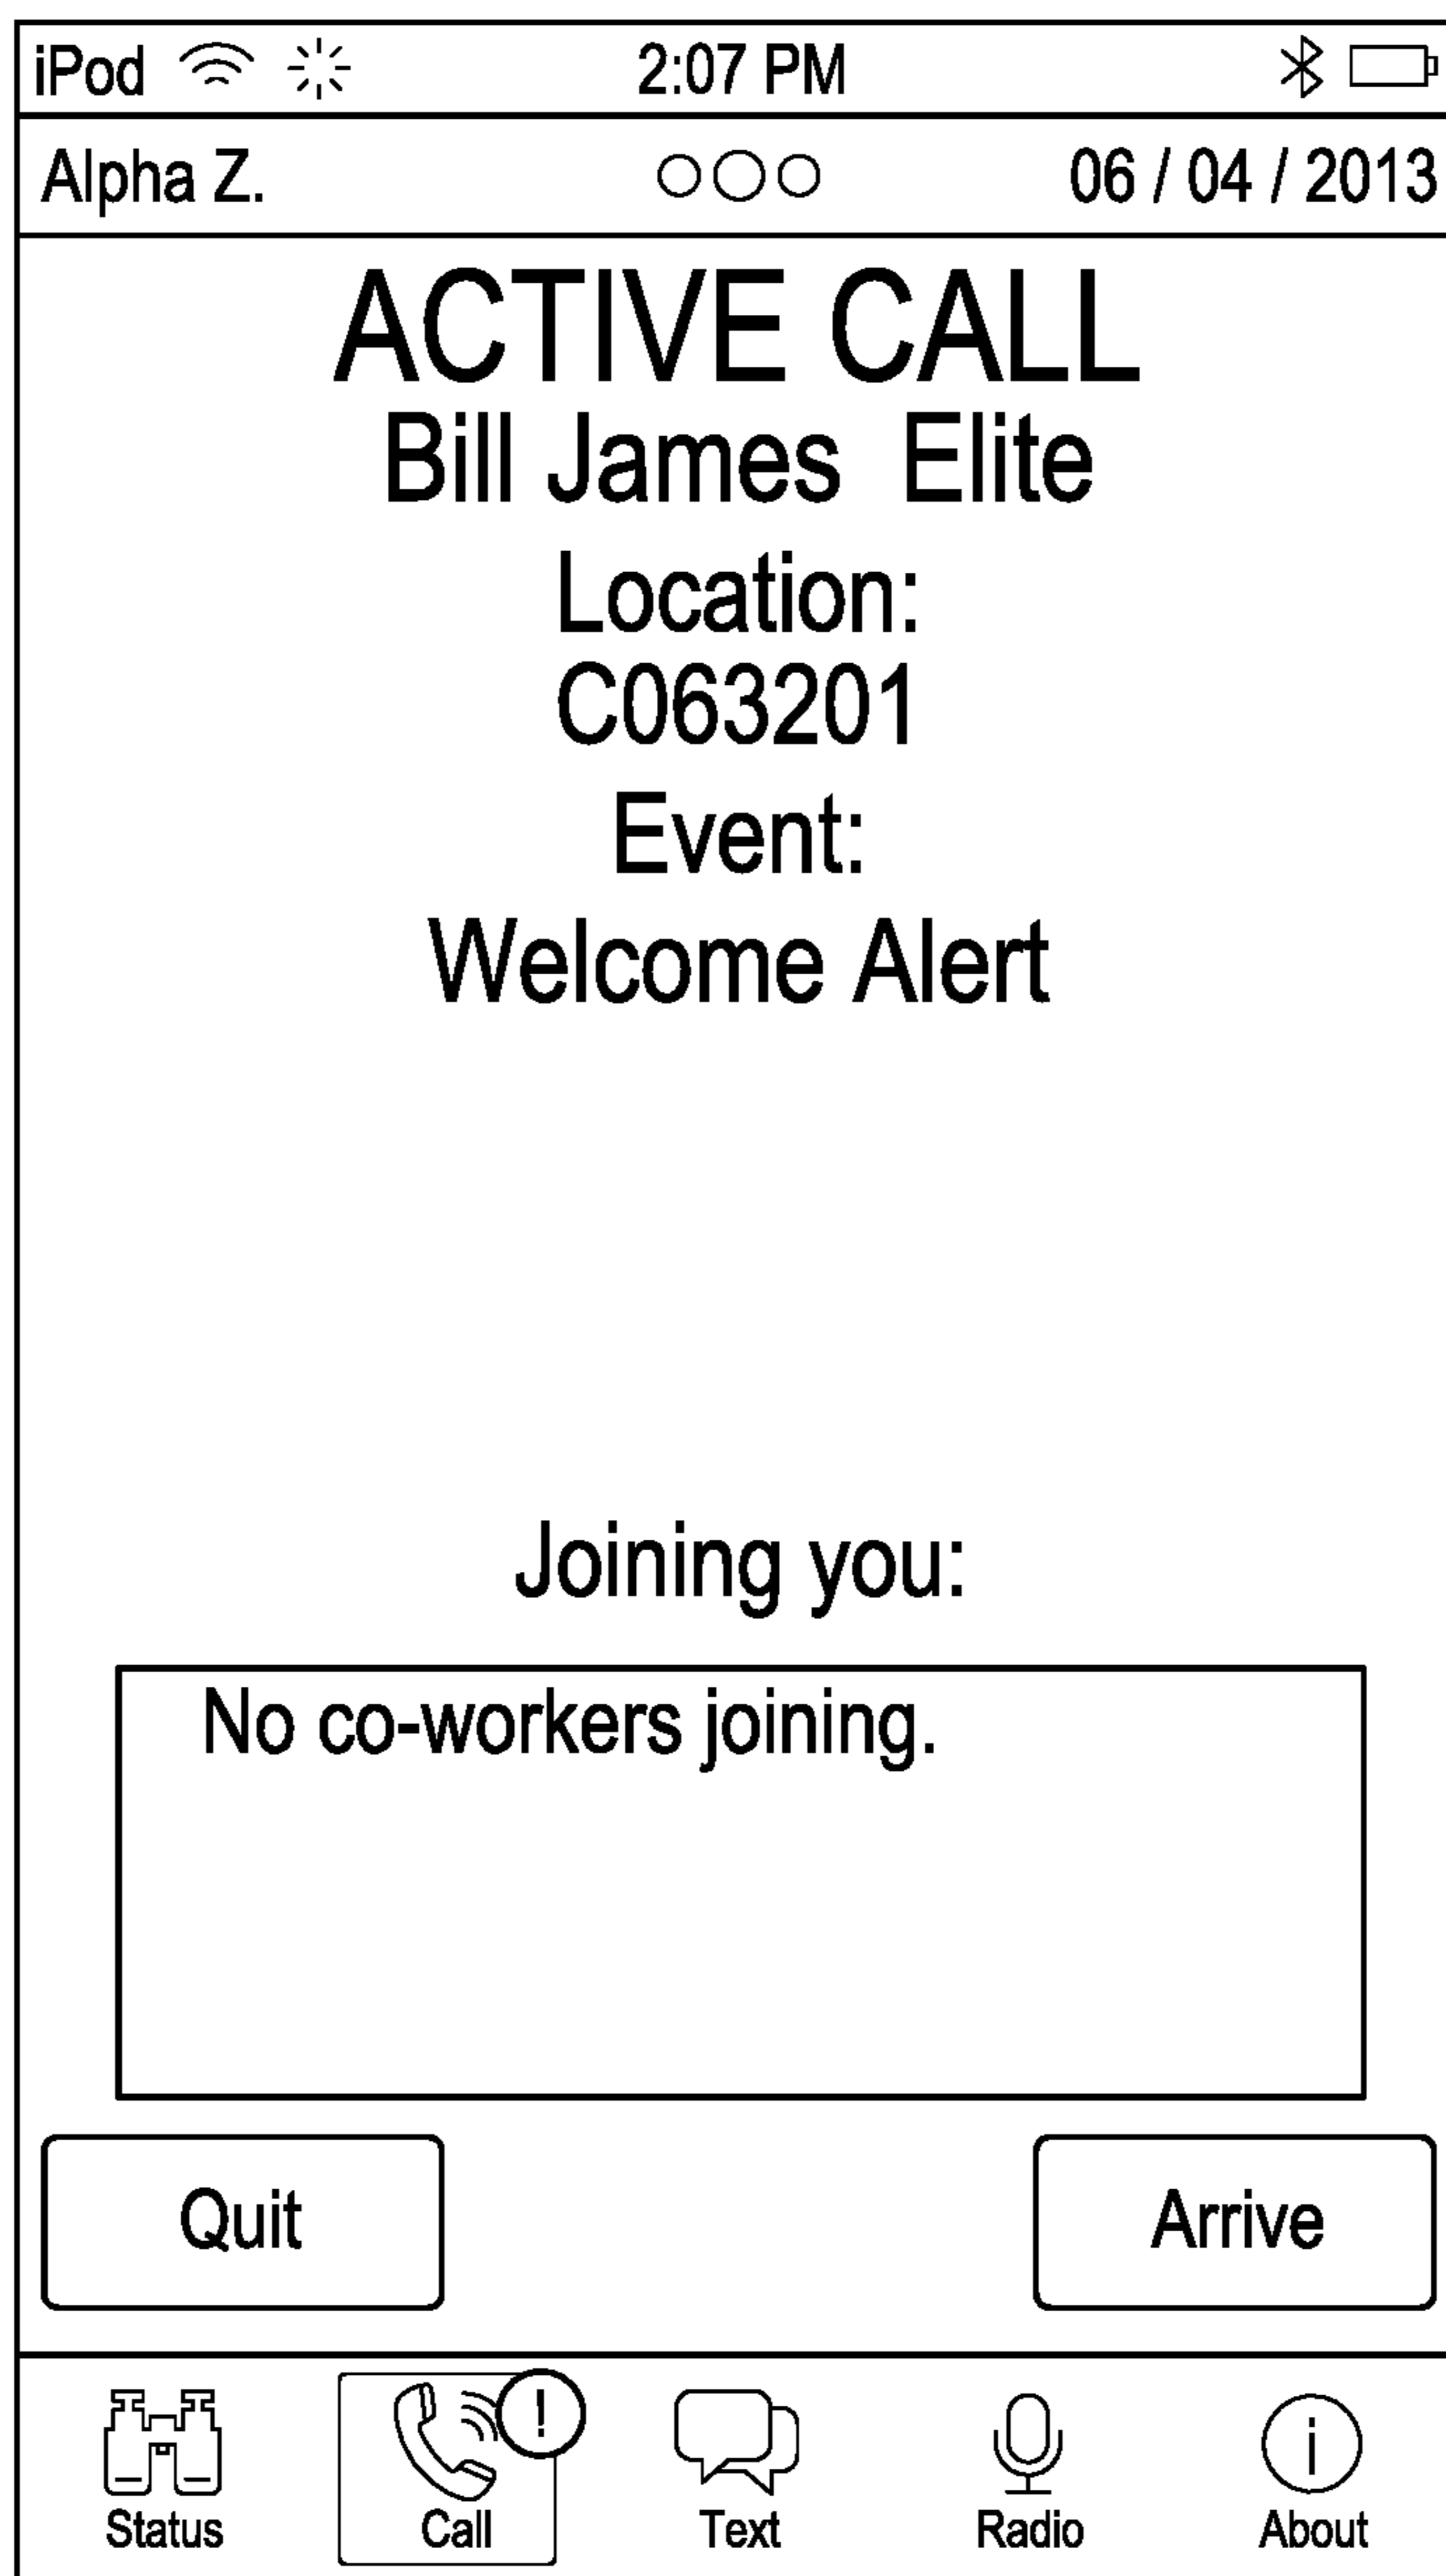 iPod 2:07 PM
Alpha Z. 06 / 04 / 2013
ACTIVE CALL
Bill James Elite
Location:
C063201
Event:
Welcome Alert
Joining you:
No co-workers joining.
Quit Arrive
!
i
Status Call Text Radio About